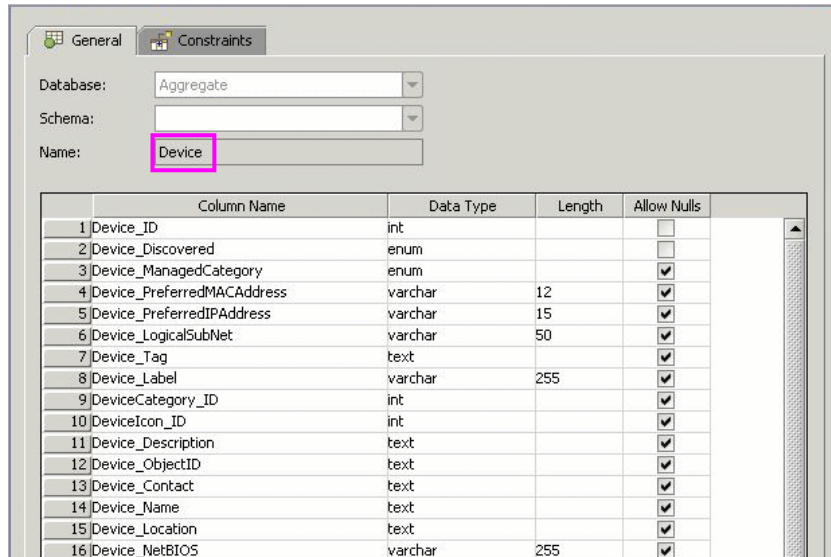 General Constraints
Database: Aggregate
Schema:
Name: Device
Column Name Data Type Length Allow Nulls
1 Device_ID int
2 Device_Discovered enum
3 Device_ManagedCategory enum
4 Device_PreferredMACAddress varchar 12
5 Device_PreferredIPAddress varchar 15
6 Device_LogicalSubNet varchar 50
7 Device_Tag text
8 Device_Label varchar 255
9 DeviceCategory_ID int
10 DeviceIcon_ID int
11 Device_Description text
12 Device_ObjectID text
13 Device_Contact text
14 Device_Name text
15 Device_Location text
16 Device_NetBIOS varchar 255